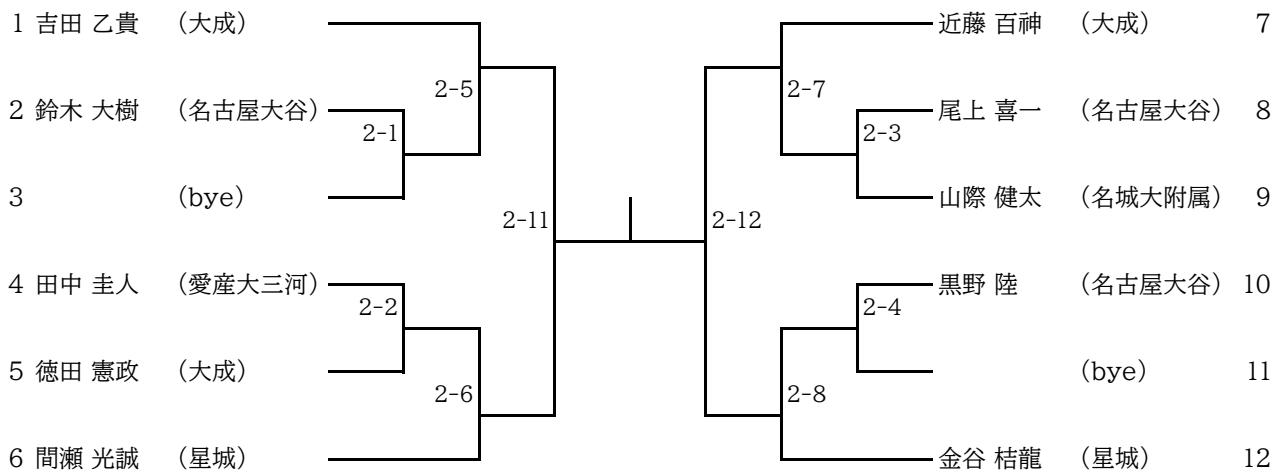 1 吉田 乙貴 （大成） 近藤 百神 （大成） 7
2-5 2-7
2 鈴木 大樹 （名古屋大谷） 尾上 喜一 （名古屋大谷） 8
2-1 2-3
3 （bye） 山際 健太 （名城大附属） 9
2-11 2-12
4 田中 圭人 （愛産大三河） 黒野 陸 （名古屋大谷） 10
2-2 2-4
5 徳田 憲政 （大成） （bye） 11
2-6 2-8
6 間瀬 光誠 （星城） 金谷 桔龍 （星城） 12